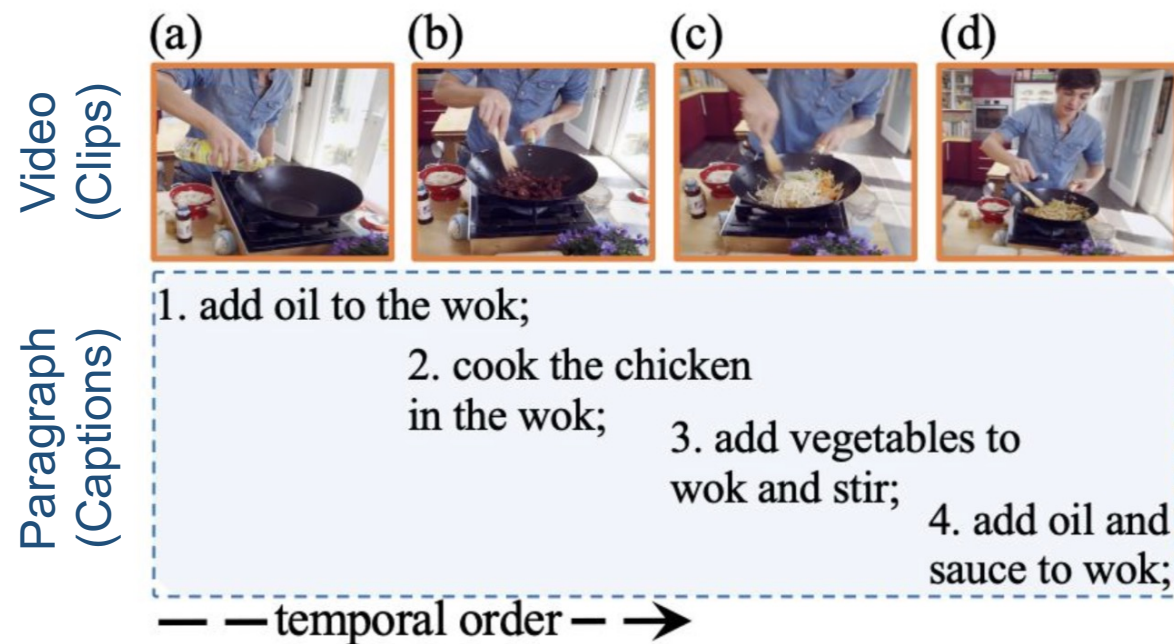 (a) (b) (c) (d)
Video
(Clips)
Paragraph
(Captions)
1. add oil to the wok;
2. cook the chicken
in the wok;
3. add vegetables to
wok and stir;
4. add oil and
sauce to wok;
temporal order